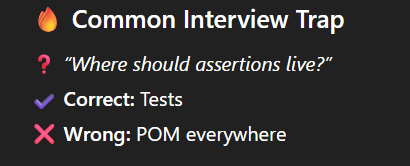 🔥 Common Interview Trap
❓ “Where should assertions live?”
✔ Correct: Tests
❌ Wrong: POM everywhere